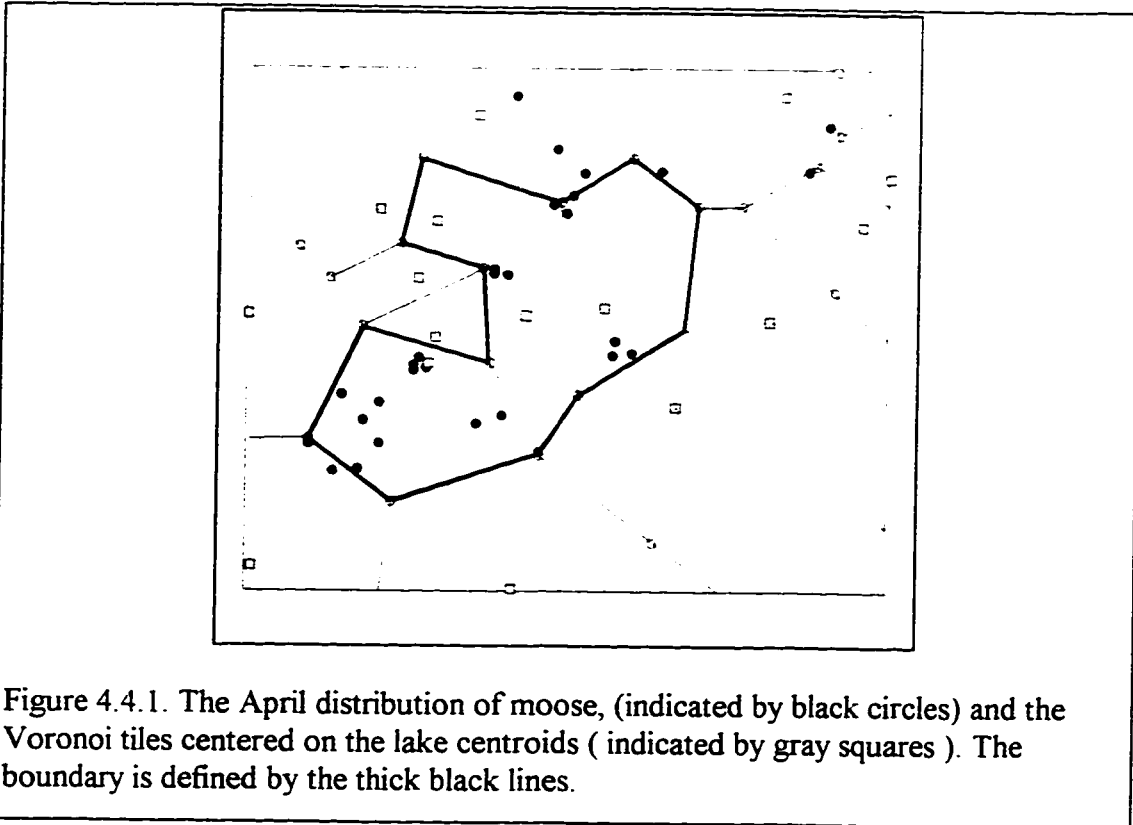 Figure 4.4.1. The April distribution of moose, (indicated by black circles) and the
Voronoi tiles centered on the lake centroids ( indicated by gray squares ). The
boundary is defined by the thick black lines.